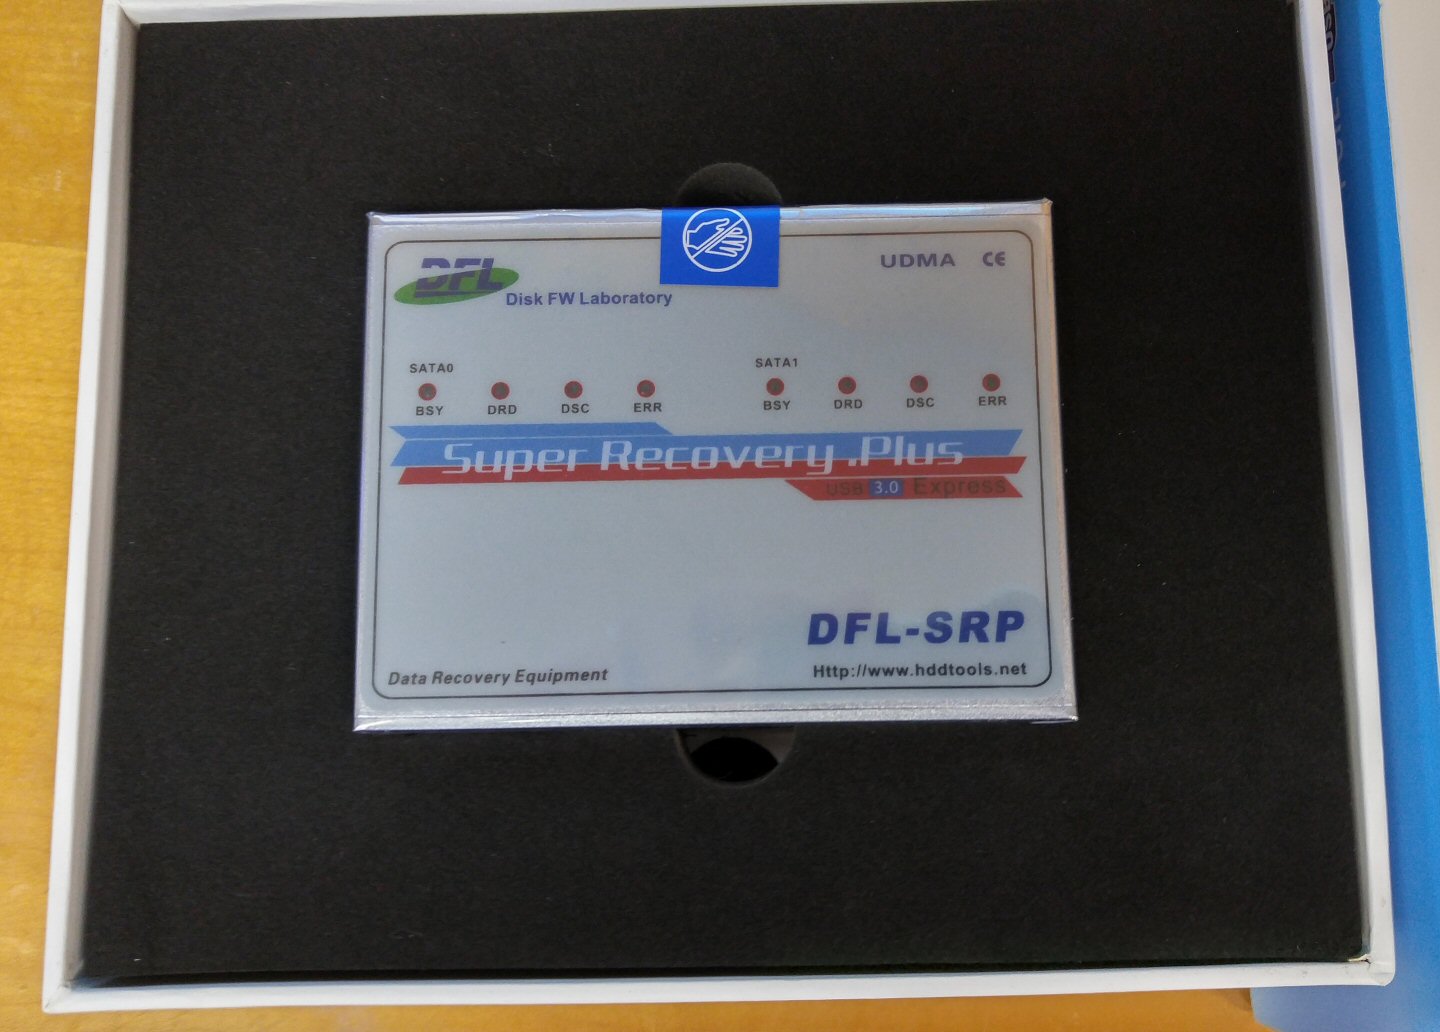 DFL
Disk FW Laboratory
UDMA CE
SATA0
BSY DRD DSC ERR
SATA1
BSY DRD DSC ERR
Super Recovery .Plus
USB 3.0 Express
DFL-SRP
Http://www.hddtools.net
Data Recovery Equipment